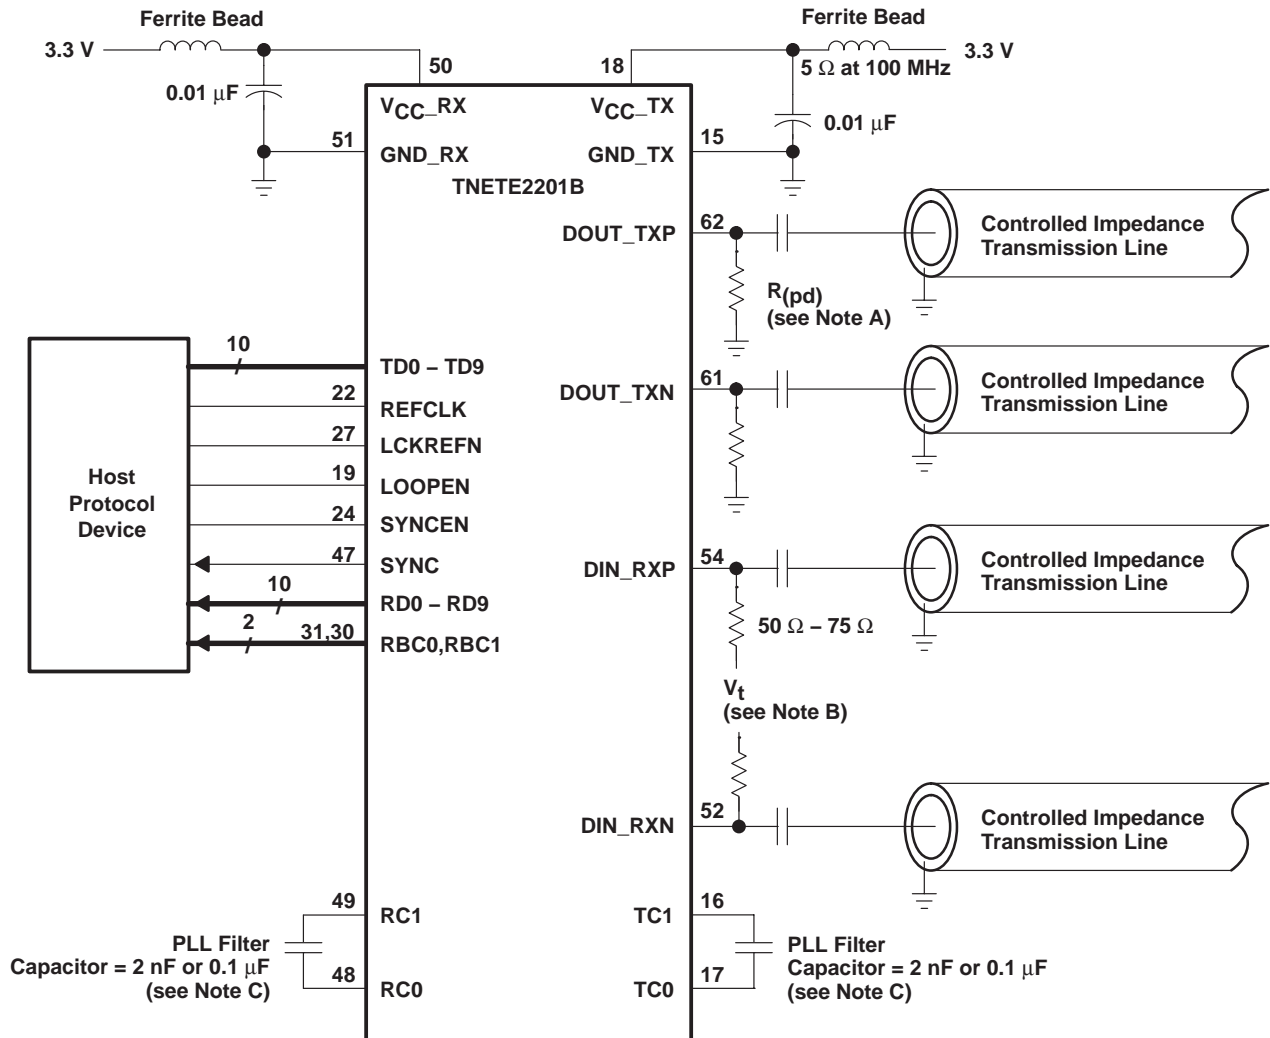 Ferrite Bead
3.3 V
0.01 μF
50
51
Ferrite Bead
3.3 V
5 Ω at 100 MHz
18
0.01 μF
15
VCC_RX
VCC_TX
GND_RX
GND_TX
TNETE2201B
DOUT_TXP
62
R(pd)
(see Note A)
Controlled Impedance
Transmission Line
DOUT_TXN
61
Controlled Impedance
Transmission Line
Host
Protocol
Device
10
TD0 – TD9
22
REFCLK
27
LCKREFN
19
LOOPEN
24
SYNCEN
47
SYNC
10
RD0 – RD9
2
31,30
RBC0,RBC1
DIN_RXP
54
50 Ω – 75 Ω
Controlled Impedance
Transmission Line
Vt
(see Note B)
DIN_RXN
52
Controlled Impedance
Transmission Line
49
RC1
PLL Filter
Capacitor = 2 nF or 0.1 μF
(see Note C)
48
RC0
TC1
16
PLL Filter
Capacitor = 2 nF or 0.1 μF
(see Note C)
TC0
17